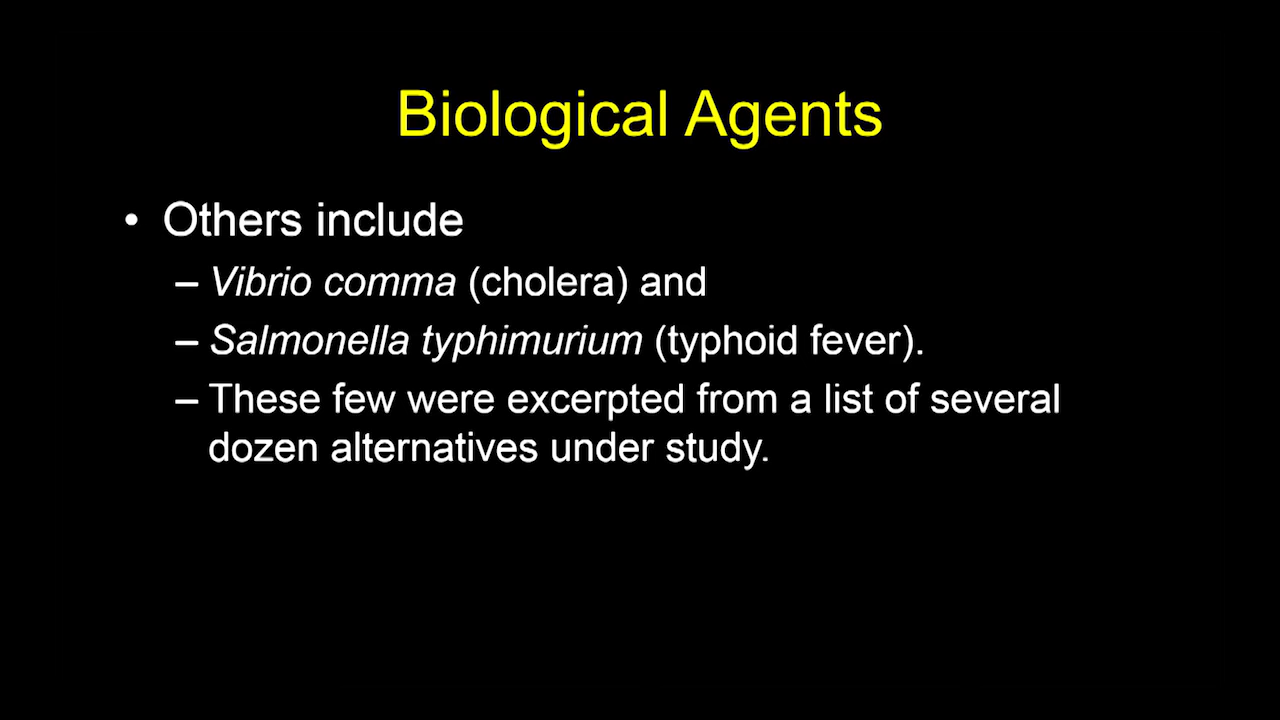 Biological Agents
• Others include
– Vibrio comma (cholera) and
– Salmonella typhimurium (typhoid fever).
– These few were excerpted from a list of several
dozen alternatives under study.